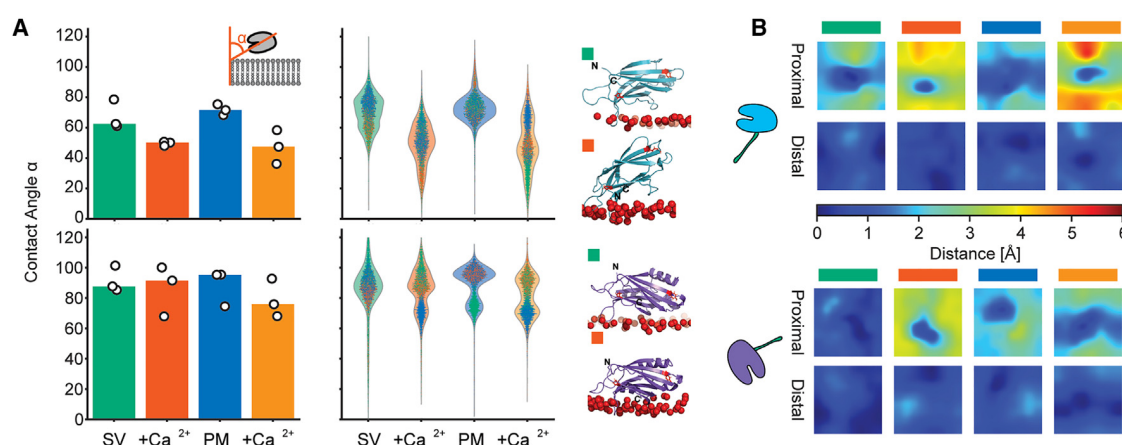 A
B
120
100
80
60
40
20
0
α
N
C
N
C
Contact Angle α
120
100
80
60
40
20
0
N
C
N
SV +Ca 2+ PM +Ca 2+
SV +Ca 2+ PM +Ca 2+
Proximal
Distal
0 1 2 3 4 5 6
Distance [Å]
Proximal
Distal